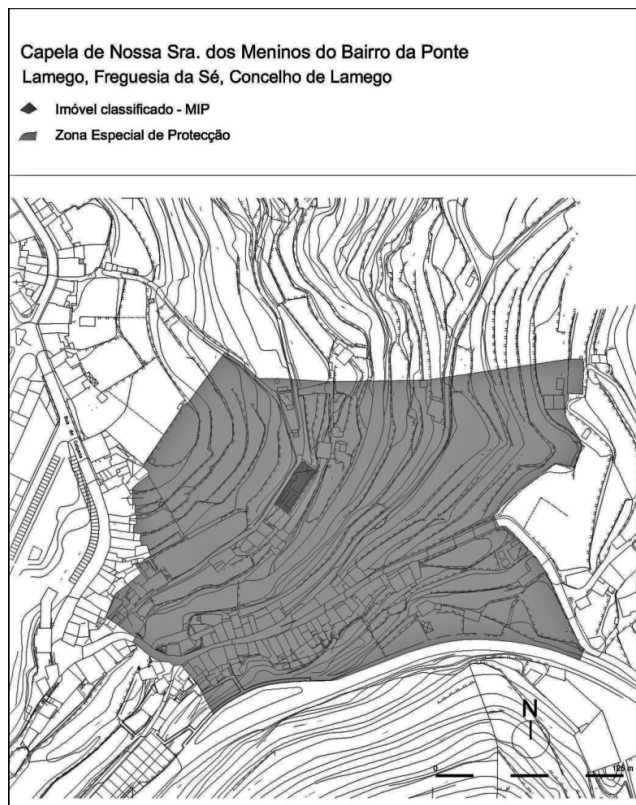 Capela de Nossa Sra. dos Meninos do Bairro da Ponte
Lamego, Freguesia da Sé, Concelho de Lamego
Imóvel classificado - MIP
Zona Especial de Protecção
N
0
125 m